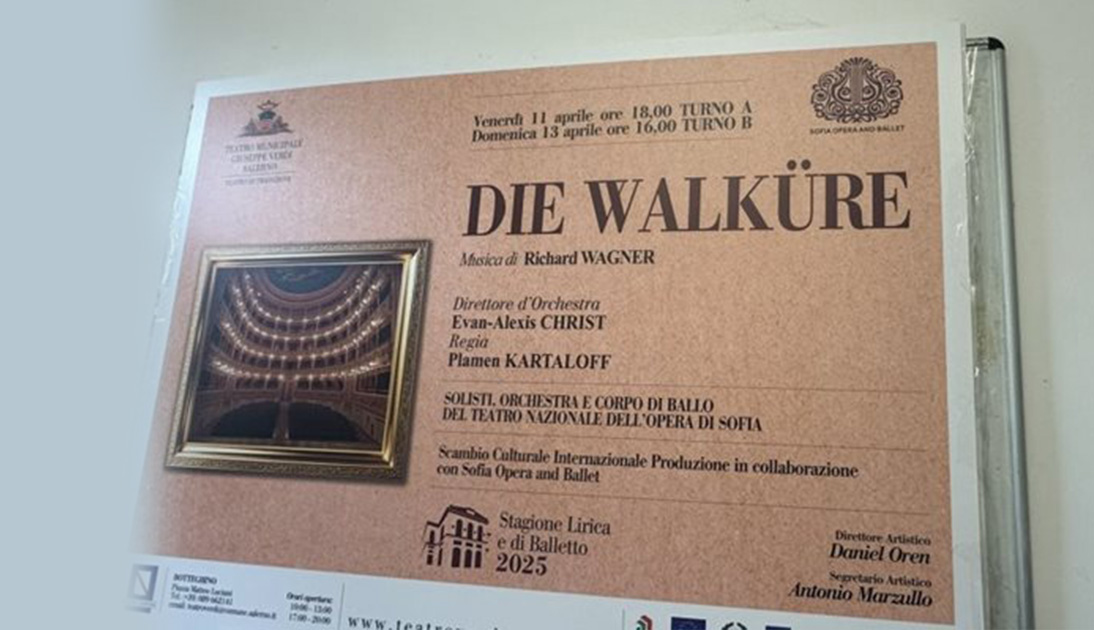 TEATRO MUNICIPALE
GIUSEPPE VERDI
SALERNO
Venerdì 11 aprile ore 18,00 TURNO A
Domenica 13 aprile ore 16,00 TURNO B
SOFIA OPERA AND BALLET
DIE WALKÜRE
Musica di Richard WAGNER
Direttore d'Orchestra
Evan-Alexis CHRIST
Regia
Plamen KARTALOFF
SOLISTI, ORCHESTRA E CORPO DI BALLO
DEL TEATRO NAZIONALE DELL'OPERA DI SOFIA
Scambio Culturale Internazionale Produzione in collaborazione
con Sofia Opera and Ballet
Stagione Lirica
e di Balletto
2025
Direttore Artistico
Daniel Oren
Segretario Artistico
Antonio Marzullo
BOTTEGHINO
Piazza Matteo Luciani
Tel. +39. 089 662141
Orari apertura:
10:00 - 13:00
17:00 - 20:00